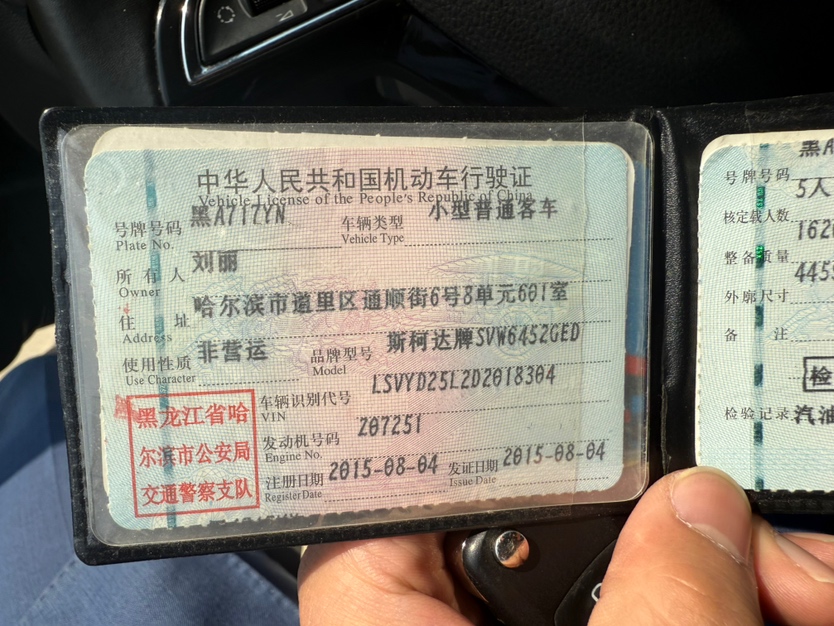 中华人民共和国机动车行驶证
Vehicle License of the People's Republic of China
号牌号码 黑A717YN 车辆类型 小型普通客车
Plate No. Vehicle Type
所有人 刘丽
Owner
住址 哈尔滨市道里区通顺街6号8单元601室
Address
使用性质 非营运 品牌型号 斯柯达牌SVW6452GED
Use Character Model
车辆识别代号 LSVYD25L2D2018304
VIN
发动机号码 Z07251
Engine No.
注册日期 2015-08-04 发证日期 2015-08-04
Register Date Issue Date
黑龙江省哈
尔滨市公安局
交通警察支队
黑A
号牌号码
5人
核定载人数
162
整备质量
445
外廓尺寸
备注
检
检验记录 汽油